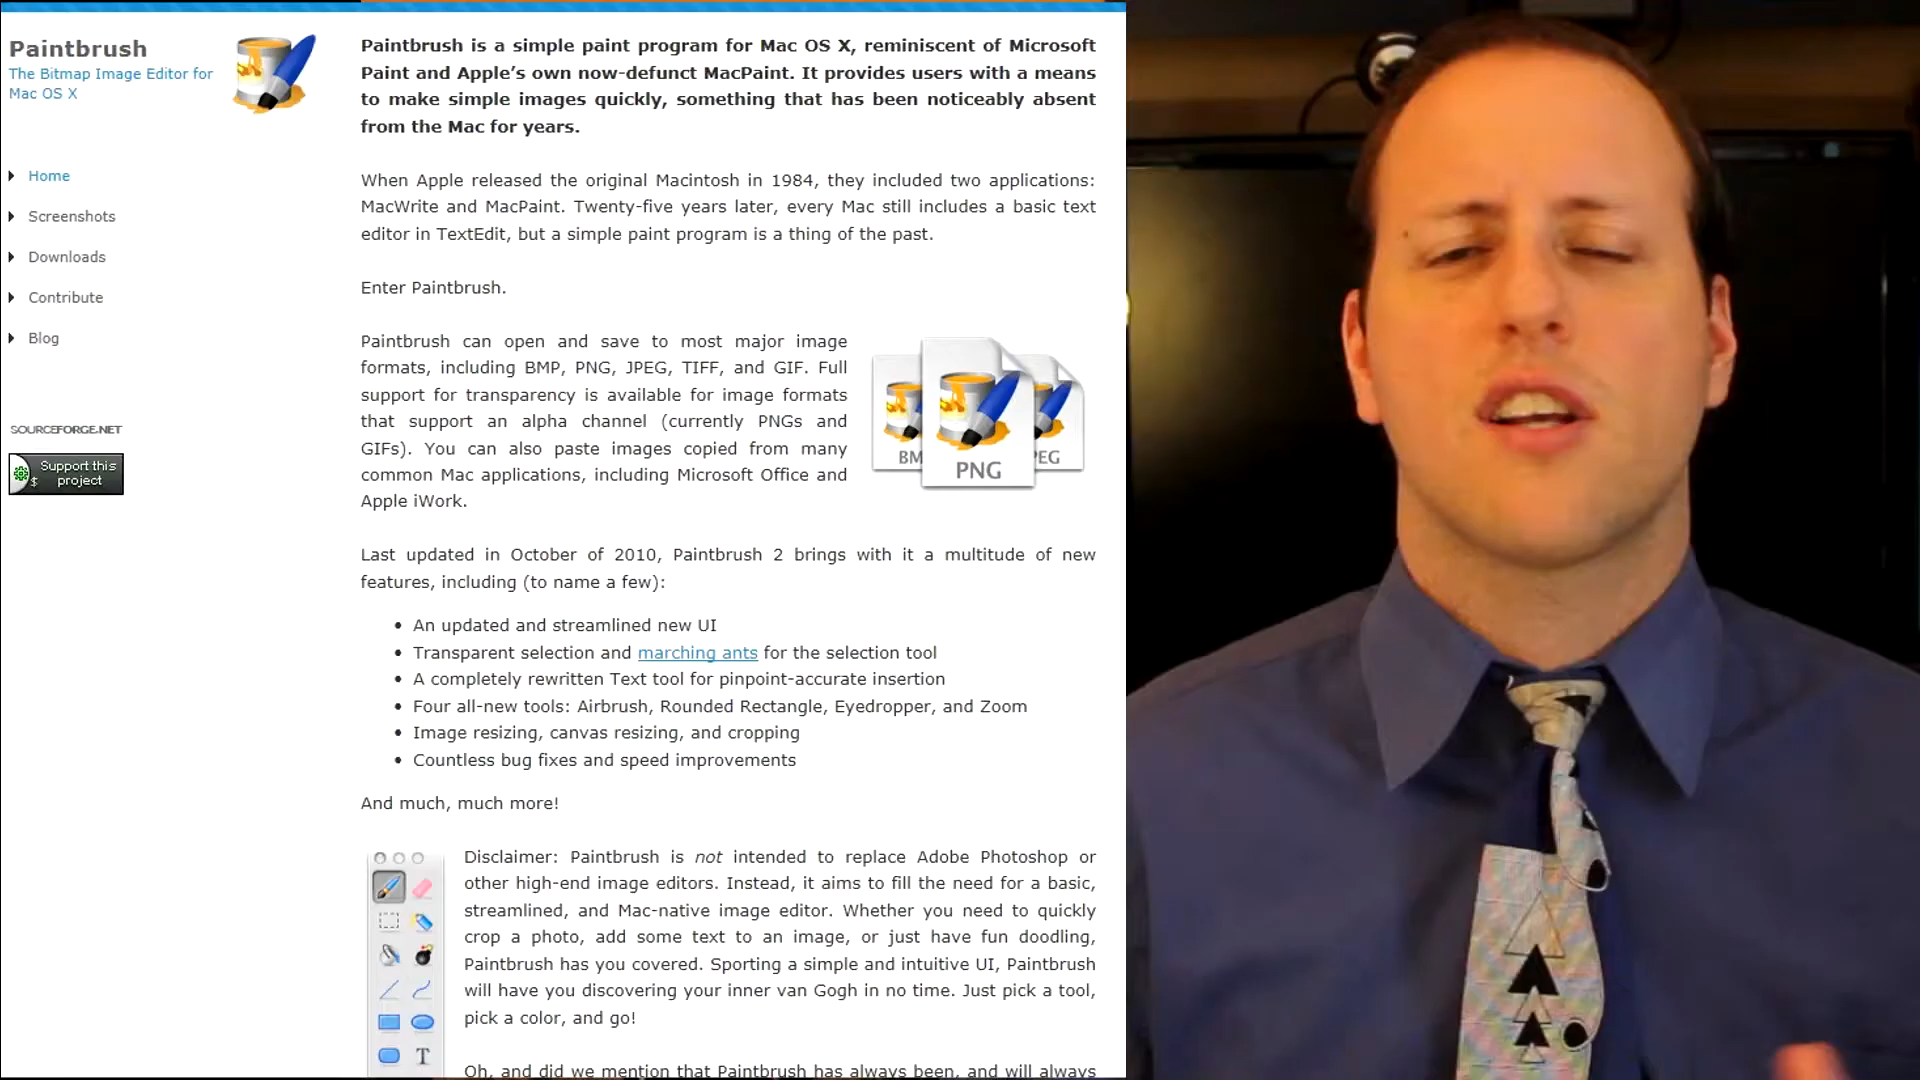 Paintbrush
The Bitmap Image Editor for
Mac OS X
Home
Screenshots
Downloads
Contribute
Blog
SOURCEFORGE.NET
Support this
$ project
Paintbrush is a simple paint program for Mac OS X, reminiscent of Microsoft
Paint and Apple’s own now-defunct MacPaint. It provides users with a means
to make simple images quickly, something that has been noticeably absent
from the Mac for years.
When Apple released the original Macintosh in 1984, they included two applications:
MacWrite and MacPaint. Twenty-five years later, every Mac still includes a basic text
editor in TextEdit, but a simple paint program is a thing of the past.
Enter Paintbrush.
Paintbrush can open and save to most major image
formats, including BMP, PNG, JPEG, TIFF, and GIF. Full
support for transparency is available for image formats
that support an alpha channel (currently PNGs and
GIFs). You can also paste images copied from many
common Mac applications, including Microsoft Office and
Apple iWork.
BM
PNG
PEG
Last updated in October of 2010, Paintbrush 2 brings with it a multitude of new
features, including (to name a few):
• An updated and streamlined new UI
• Transparent selection and marching ants for the selection tool
• A completely rewritten Text tool for pinpoint-accurate insertion
• Four all-new tools: Airbrush, Rounded Rectangle, Eyedropper, and Zoom
• Image resizing, canvas resizing, and cropping
• Countless bug fixes and speed improvements
And much, much more!
Disclaimer: Paintbrush is not intended to replace Adobe Photoshop or
other high-end image editors. Instead, it aims to fill the need for a basic,
streamlined, and Mac-native image editor. Whether you need to quickly
crop a photo, add some text to an image, or just have fun doodling,
Paintbrush has you covered. Sporting a simple and intuitive UI, Paintbrush
will have you discovering your inner van Gogh in no time. Just pick a tool,
pick a color, and go!
T
Oh, and did we mention that Paintbrush has always been, and will always